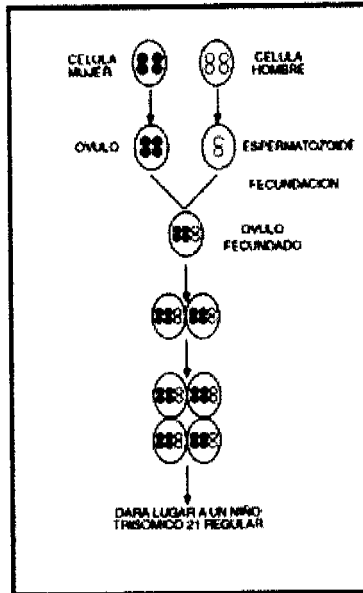 CELULA
MUJER
CELULA
HOMBRE
OVULO
ESPERMATOZOIDE
FECUNDACION
OVULO
FECUNDADO
DARA LUGAR A UN NIÑO
TRISOMICO 21 REGULAR